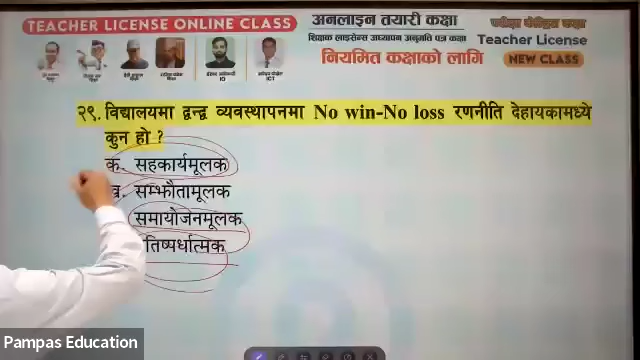 TEACHER LICENSE ONLINE CLASS
अनलाइन तयारी कक्षा
शिक्षक लाइसेन्स अध्यापन अनुमति पत्र कक्षा
Teacher License
नियमित कक्षाको लागि
NEW CLASS
२९. विद्यालयमा द्वन्द्व व्यवस्थापनमा No win-No loss रणनीति देहायकामध्ये
कुन हो ?
क. सहकार्यमूलक
सम्झौतामूलक
समायोजनमूलक
तिष्पर्धात्मक
Pampas Education